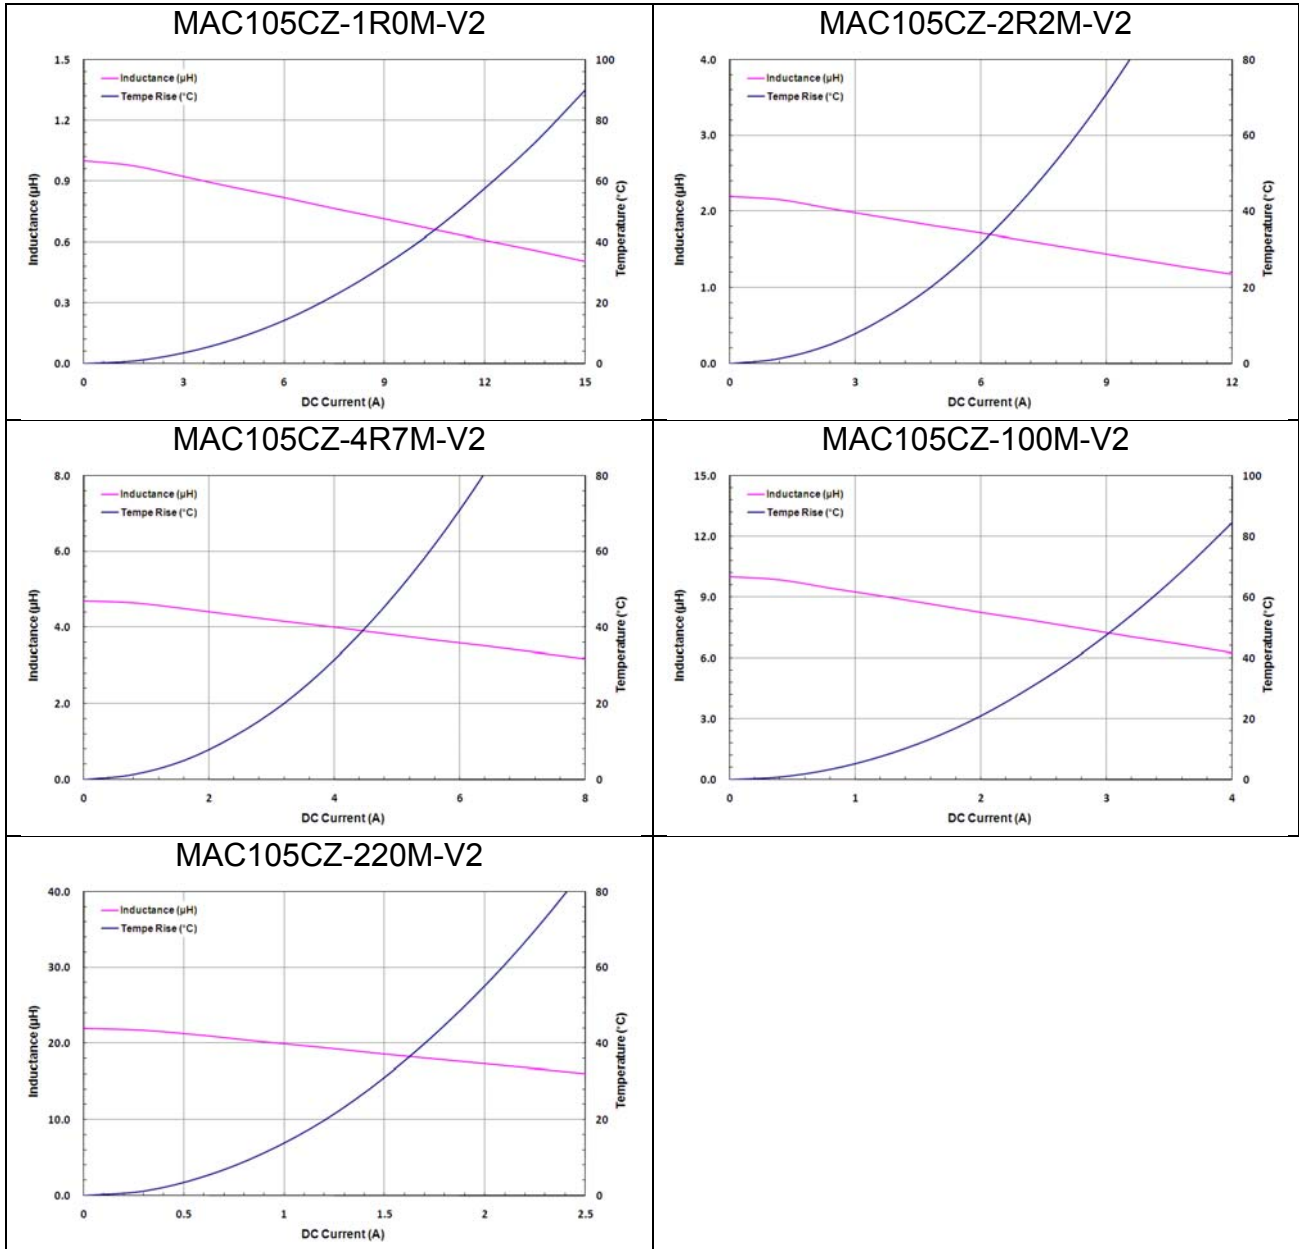 MAC105CZ-1R0M-V2
1.5
1.2
0.9
0.6
0.3
0.0
Inductance (µH)
Inductance (µH)
Tempe Rise (°C)
100
80
60
40
20
0
Temperature (°C)
0 3 6 9 12 15
DC Current (A)
MAC105CZ-2R2M-V2
4.0
3.0
2.0
1.0
0.0
Inductance (µH)
Inductance (µH)
Tempe Rise (°C)
80
60
40
20
0
Temperature (°C)
0 3 6 9 12
DC Current (A)
MAC105CZ-4R7M-V2
8.0
6.0
4.0
2.0
0.0
Inductance (µH)
Inductance (µH)
Tempe Rise (°C)
80
60
40
20
0
Temperature (°C)
0 2 4 6 8
DC Current (A)
MAC105CZ-100M-V2
15.0
12.0
9.0
6.0
3.0
0.0
Inductance (µH)
Inductance (µH)
Tempe Rise (°C)
100
80
60
40
20
0
Temperature (°C)
0 1 2 3 4
DC Current (A)
MAC105CZ-220M-V2
40.0
30.0
20.0
10.0
0.0
Inductance (µH)
Inductance (µH)
Tempe Rise (°C)
80
60
40
20
0
Temperature (°C)
0 0.5 1 1.5 2 2.5
DC Current (A)